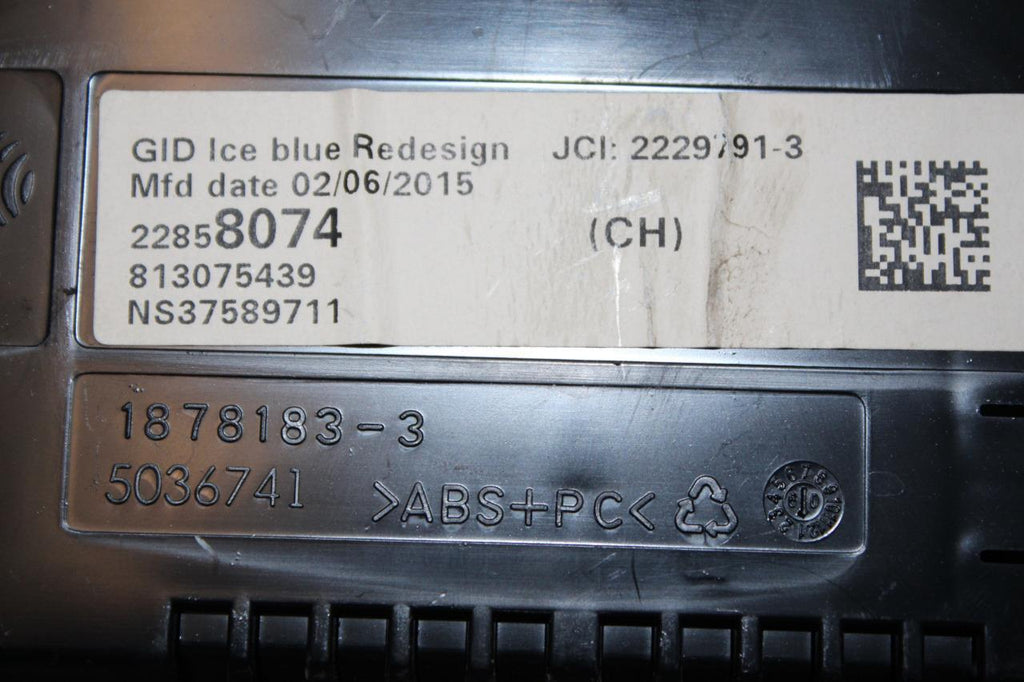 GID Ice blue Redesign JCI: 2229791-3
Mfd date 02/06/2015
22858074 (CH)
813075439
NS37589711
1878183-3
5036741
>ABS+PC<